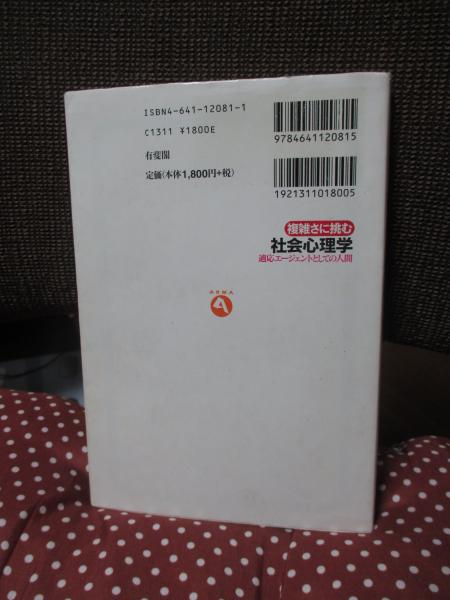 ISBN4-641-12081-1
C1311 ¥1800E
有斐閣
定価(本体1,800円+税)
9784641120815
1921311018005
複雑さに挑む
社会心理学
適応エージェントとしての人間
ARMA